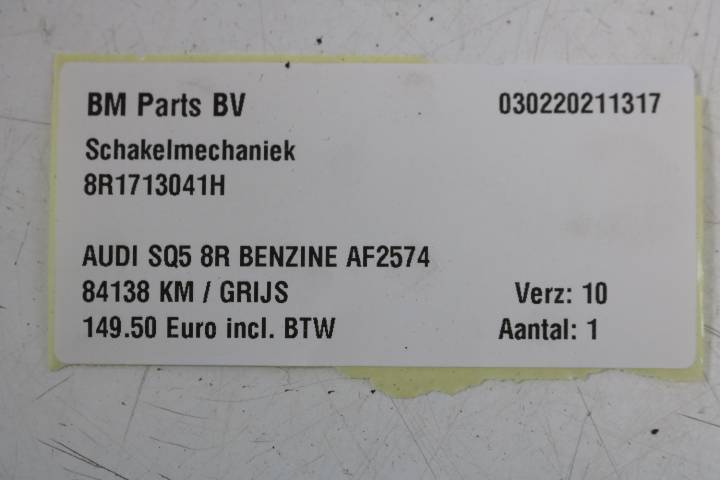 BM Parts BV 030220211317
Schakelmechaniek
8R1713041H
AUDI SQ5 8R BENZINE AF2574
84138 KM / GRIJS Verz: 10
149.50 Euro incl. BTW Aantal: 1